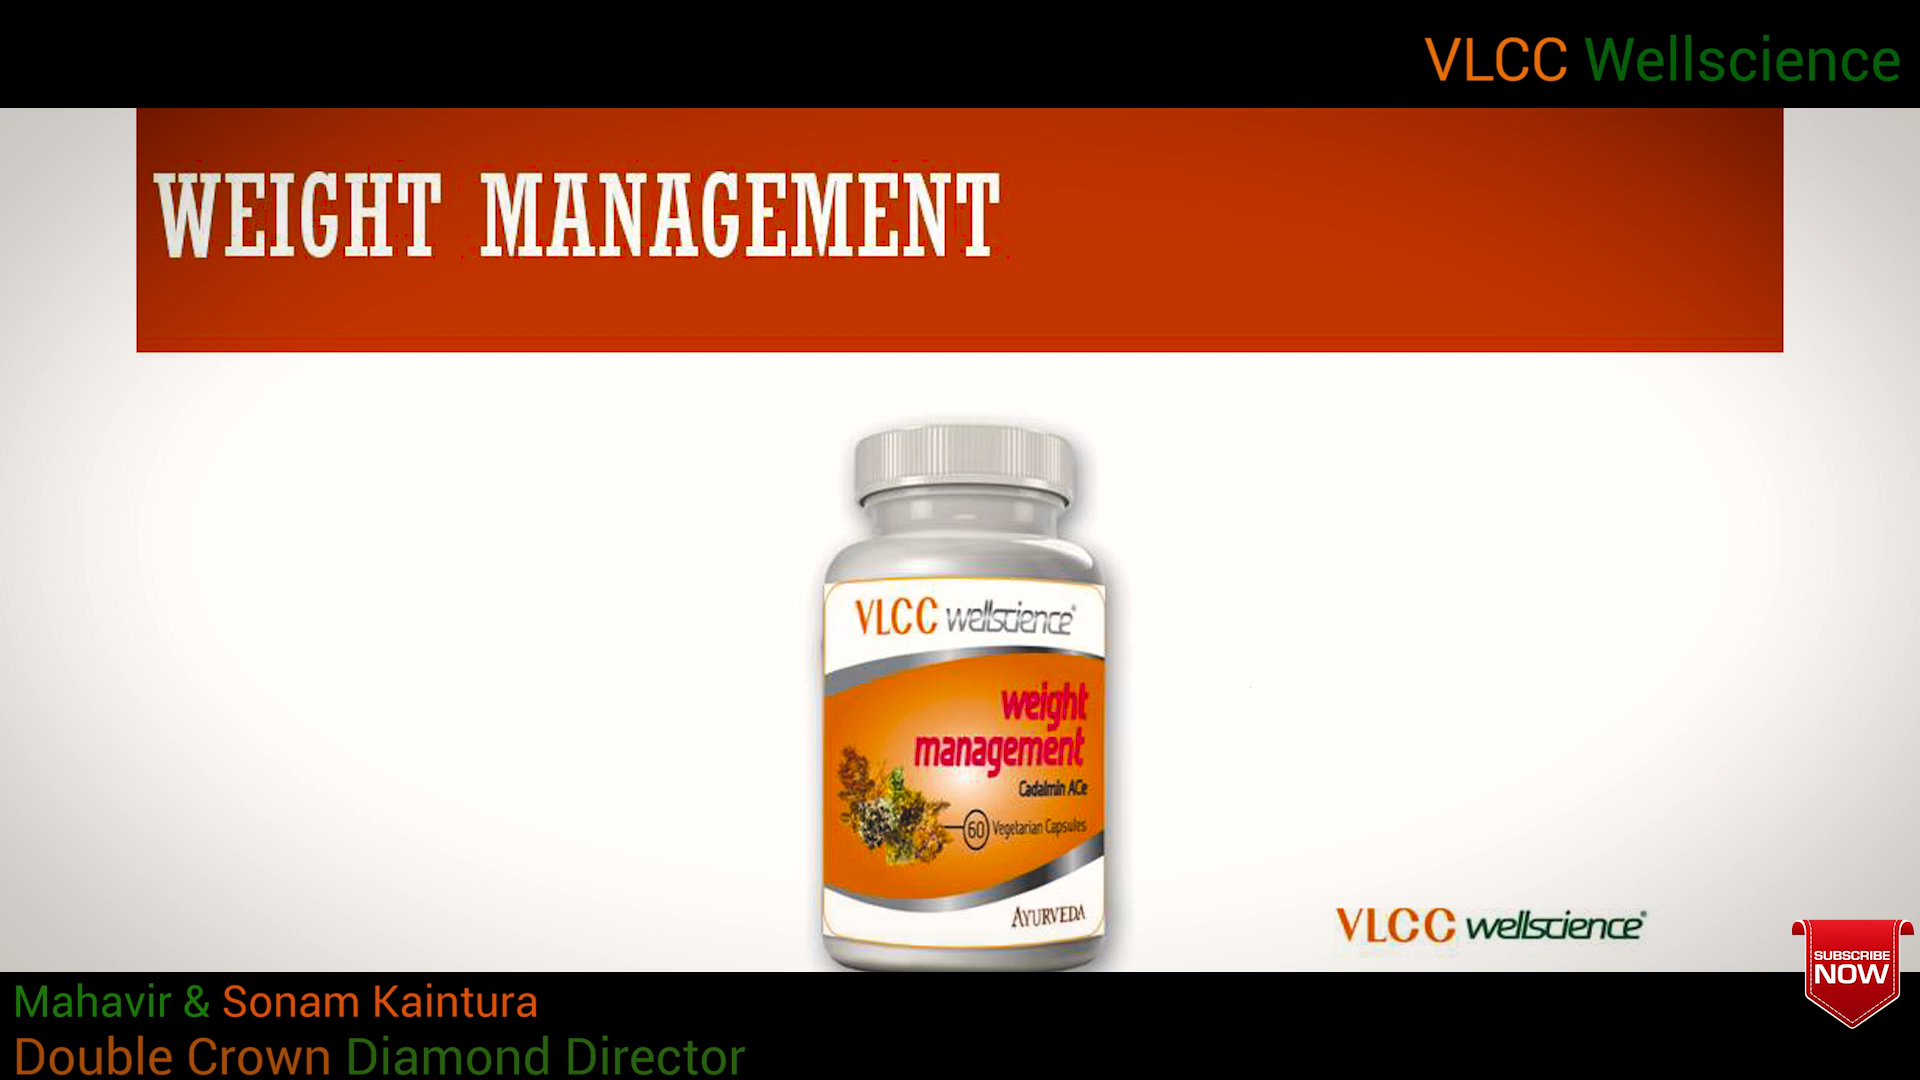 VLCC Wellscience
WEIGHT MANAGEMENT
VLCC wellscience®
weight
management
Cadalmin ACe
60 Vegetarian Capsules
AYURVEDA
VLCC wellscience®
SUBSCRIBE
NOW
Mahavir & Sonam Kaintura
Double Crown Diamond Director